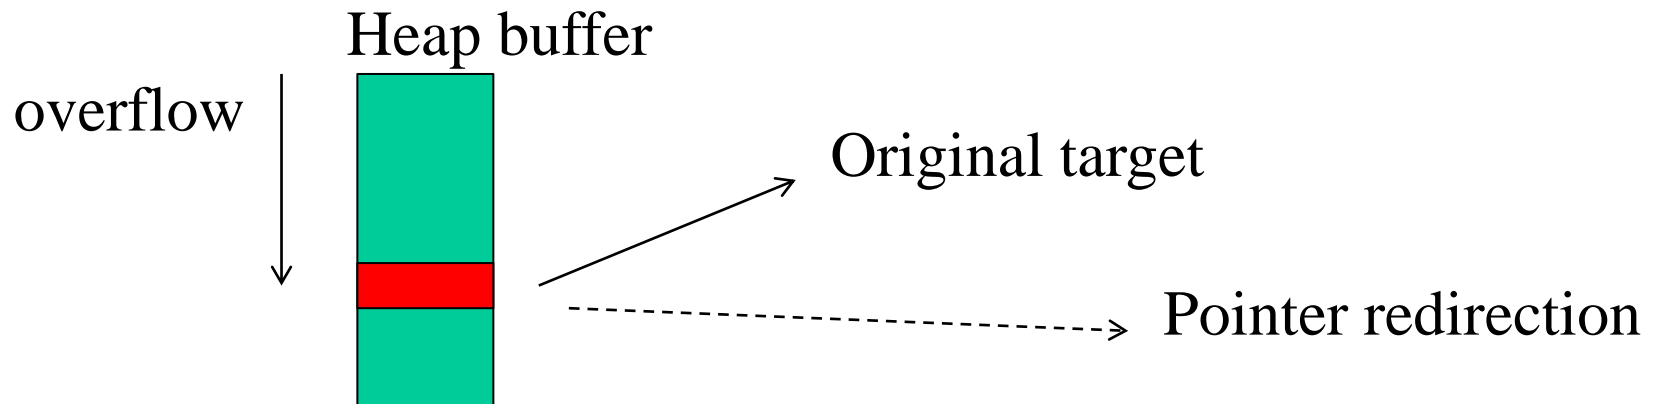 Heap buffer
overflow
Original target
Pointer redirection